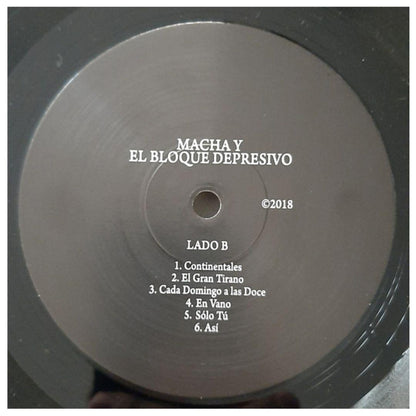 MACHA Y
EL BLOQUE DEPRESIVO
©2018
LADO B
1. Continentales
2. El Gran Tirano
3. Cada Domingo a las Doce
4. En Vano
5. Sólo Tú
6. Así